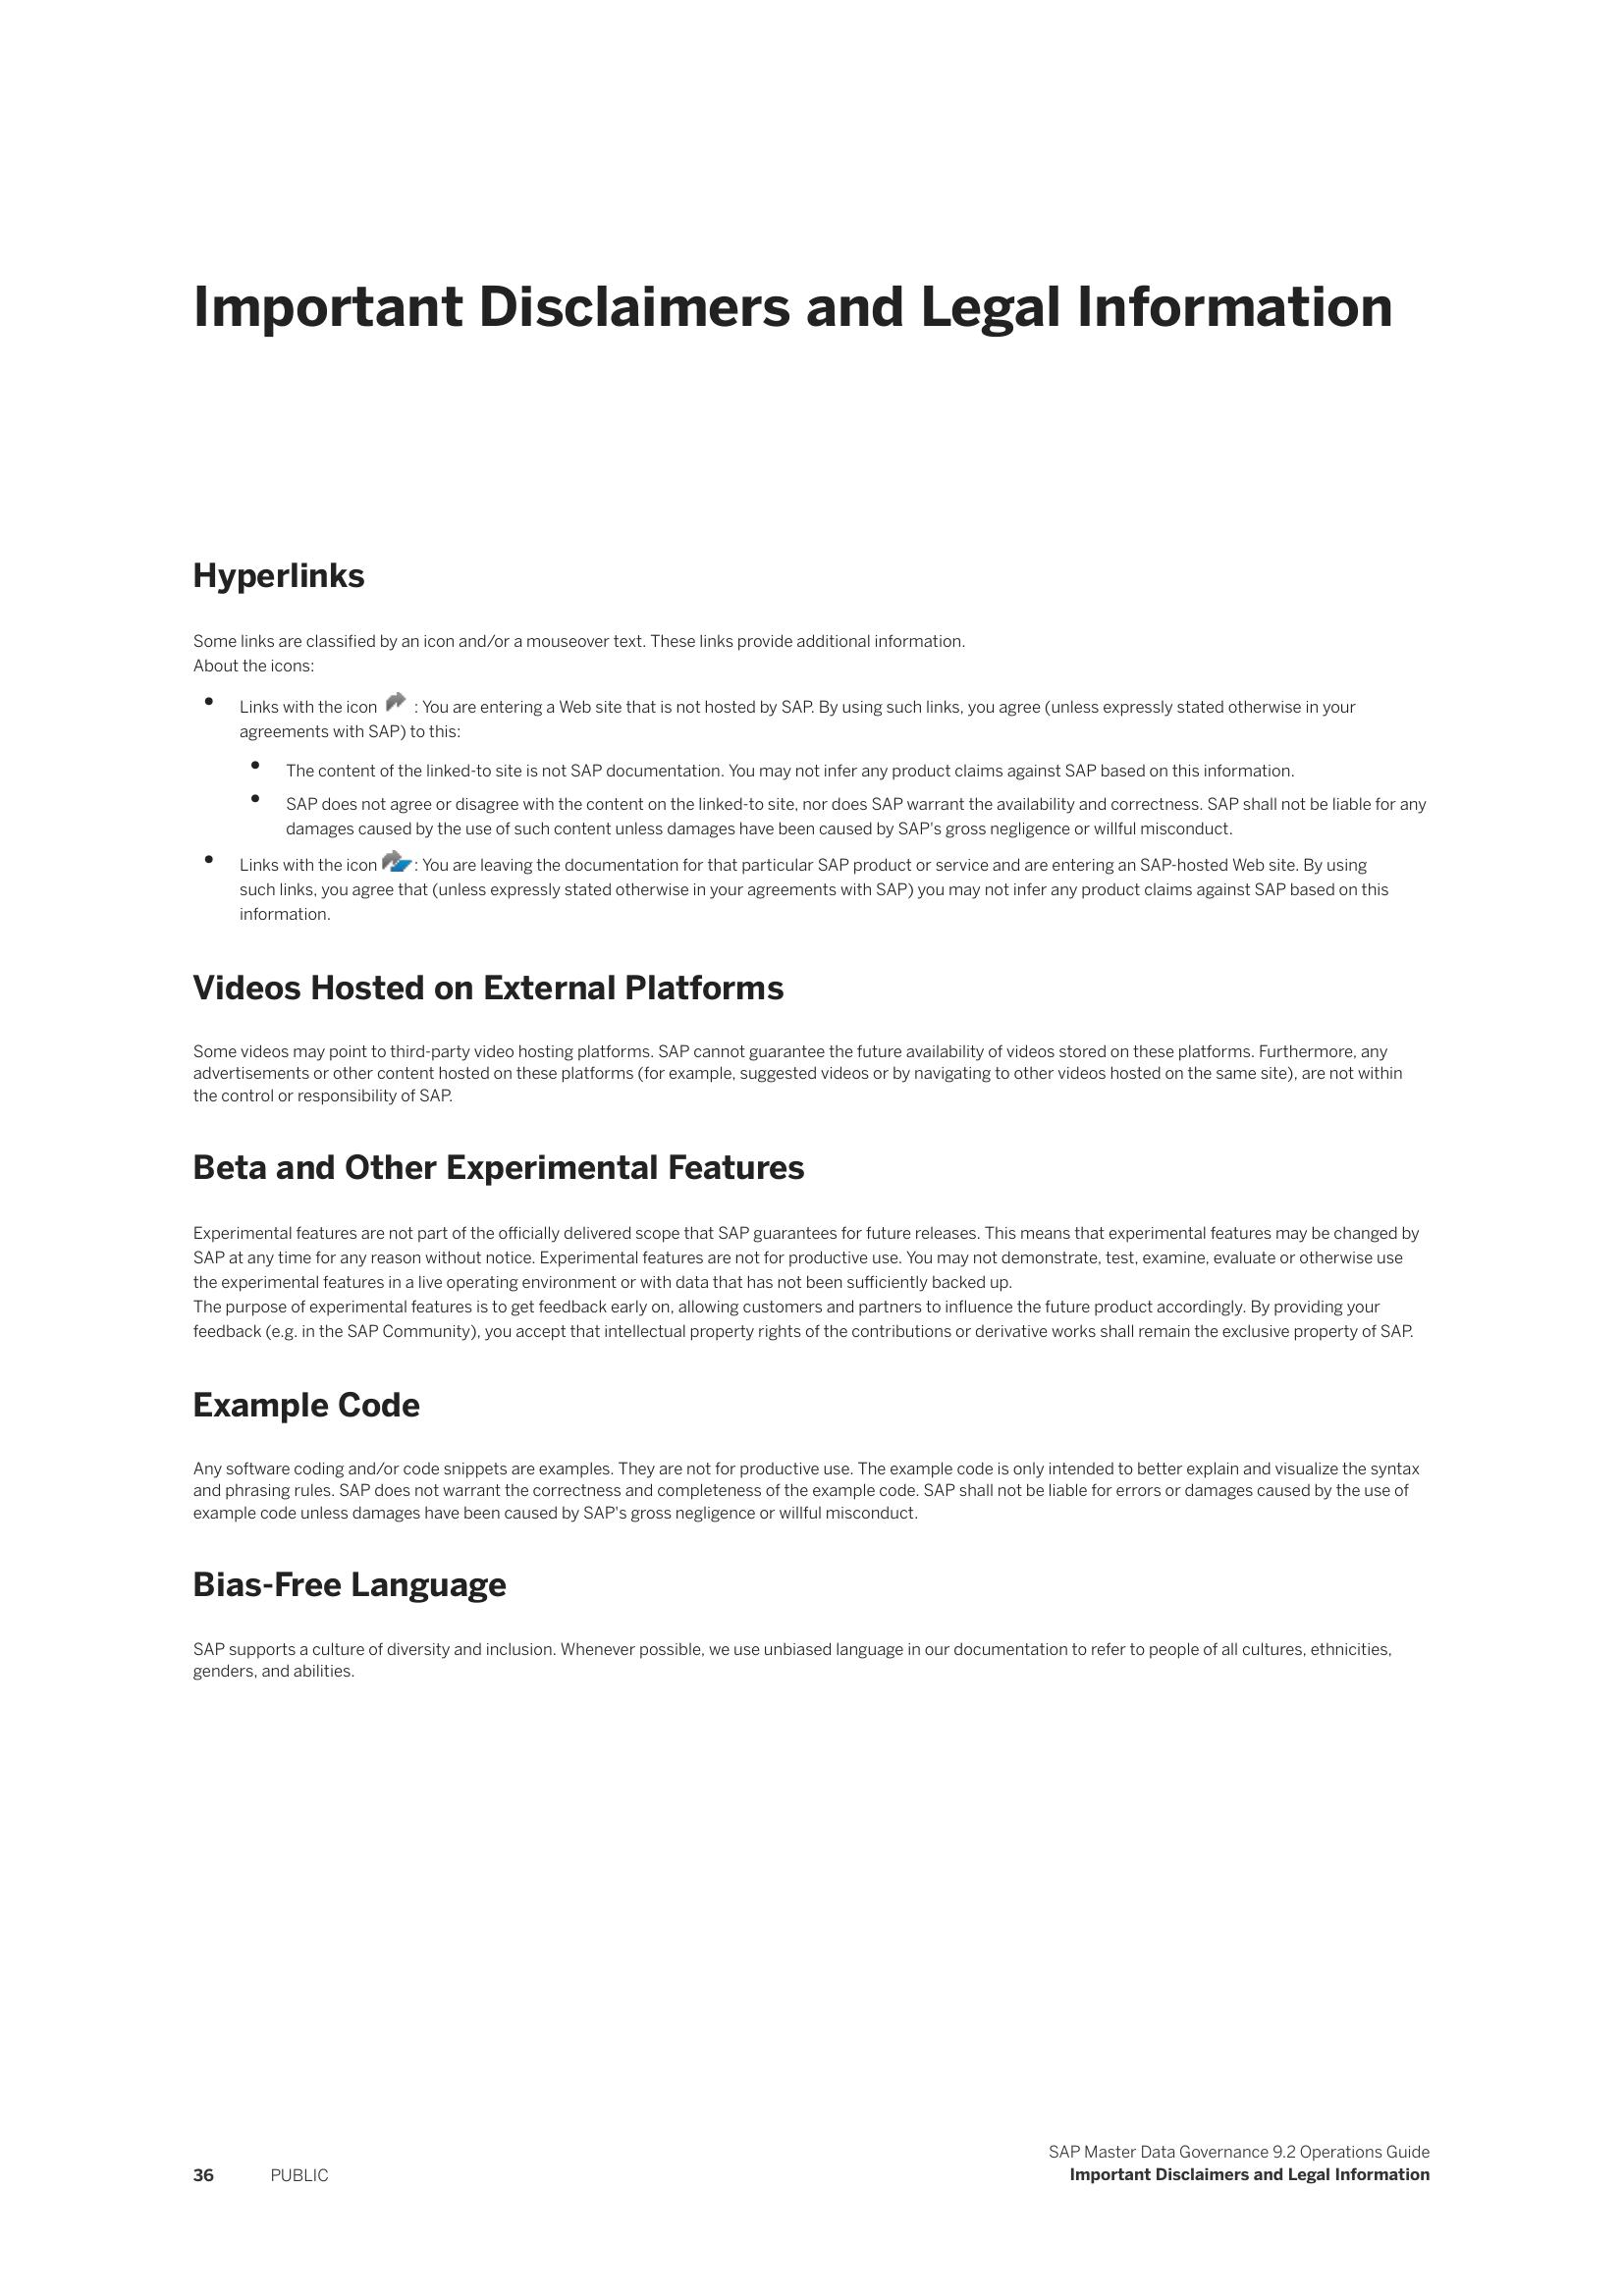 Important Disclaimers and Legal Information
Hyperlinks
Some links are classified by an icon and/or a mouseover text. These links provide additional information.
About the icons:
• Links with the icon : You are entering a Web site that is not hosted by SAP. By using such links, you agree (unless expressly stated otherwise in your
agreements with SAP) to this:
• The content of the linked-to site is not SAP documentation. You may not infer any product claims against SAP based on this information.
• SAP does not agree or disagree with the content on the linked-to site, nor does SAP warrant the availability and correctness. SAP shall not be liable for any
damages caused by the use of such content unless damages have been caused by SAP's gross negligence or willful misconduct.
• Links with the icon : You are leaving the documentation for that particular SAP product or service and are entering an SAP-hosted Web site. By using
such links, you agree that (unless expressly stated otherwise in your agreements with SAP) you may not infer any product claims against SAP based on this
information.
Videos Hosted on External Platforms
Some videos may point to third-party video hosting platforms. SAP cannot guarantee the future availability of videos stored on these platforms. Furthermore, any
advertisements or other content hosted on these platforms (for example, suggested videos or by navigating to other videos hosted on the same site), are not within
the control or responsibility of SAP.
Beta and Other Experimental Features
Experimental features are not part of the officially delivered scope that SAP guarantees for future releases. This means that experimental features may be changed by
SAP at any time for any reason without notice. Experimental features are not for productive use. You may not demonstrate, test, examine, evaluate or otherwise use
the experimental features in a live operating environment or with data that has not been sufficiently backed up.
The purpose of experimental features is to get feedback early on, allowing customers and partners to influence the future product accordingly. By providing your
feedback (e.g. in the SAP Community), you accept that intellectual property rights of the contributions or derivative works shall remain the exclusive property of SAP.
Example Code
Any software coding and/or code snippets are examples. They are not for productive use. The example code is only intended to better explain and visualize the syntax
and phrasing rules. SAP does not warrant the correctness and completeness of the example code. SAP shall not be liable for errors or damages caused by the use of
example code unless damages have been caused by SAP's gross negligence or willful misconduct.
Bias-Free Language
SAP supports a culture of diversity and inclusion. Whenever possible, we use unbiased language in our documentation to refer to people of all cultures, ethnicities,
genders, and abilities.
SAP Master Data Governance 9.2 Operations Guide
36 PUBLIC Important Disclaimers and Legal Information